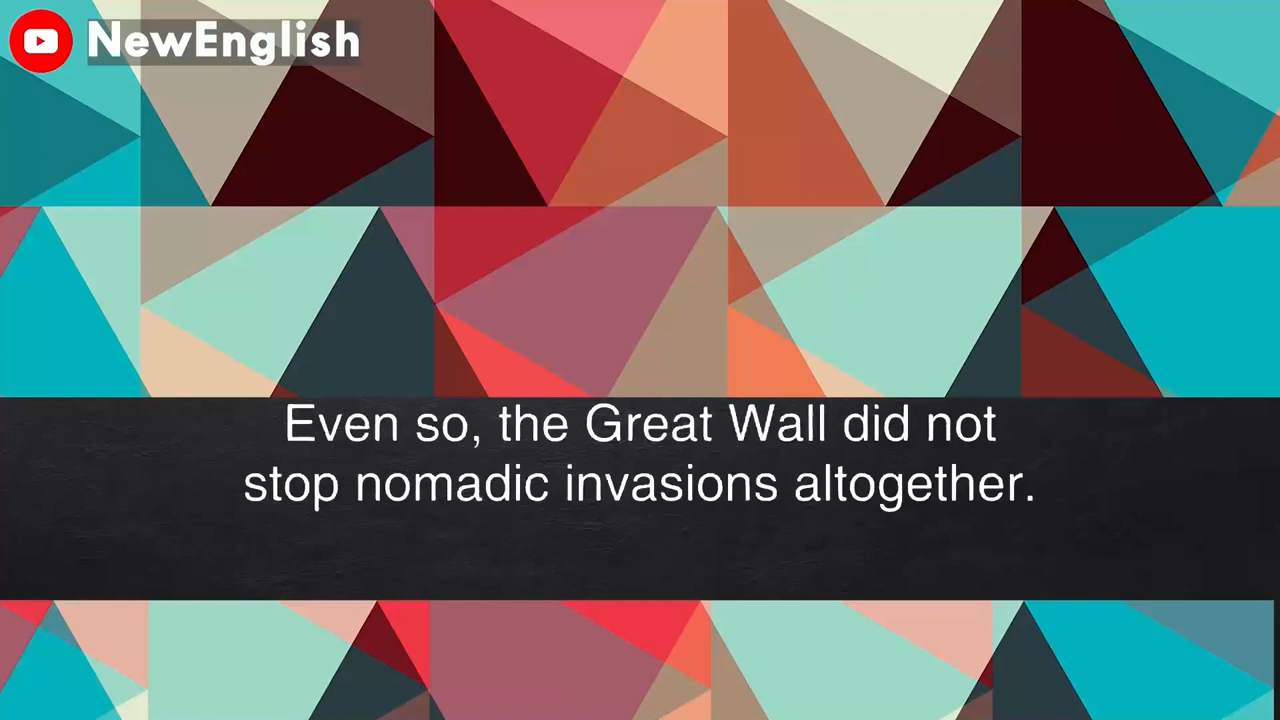 NewEnglish
Even so, the Great Wall did not
stop nomadic invasions altogether.